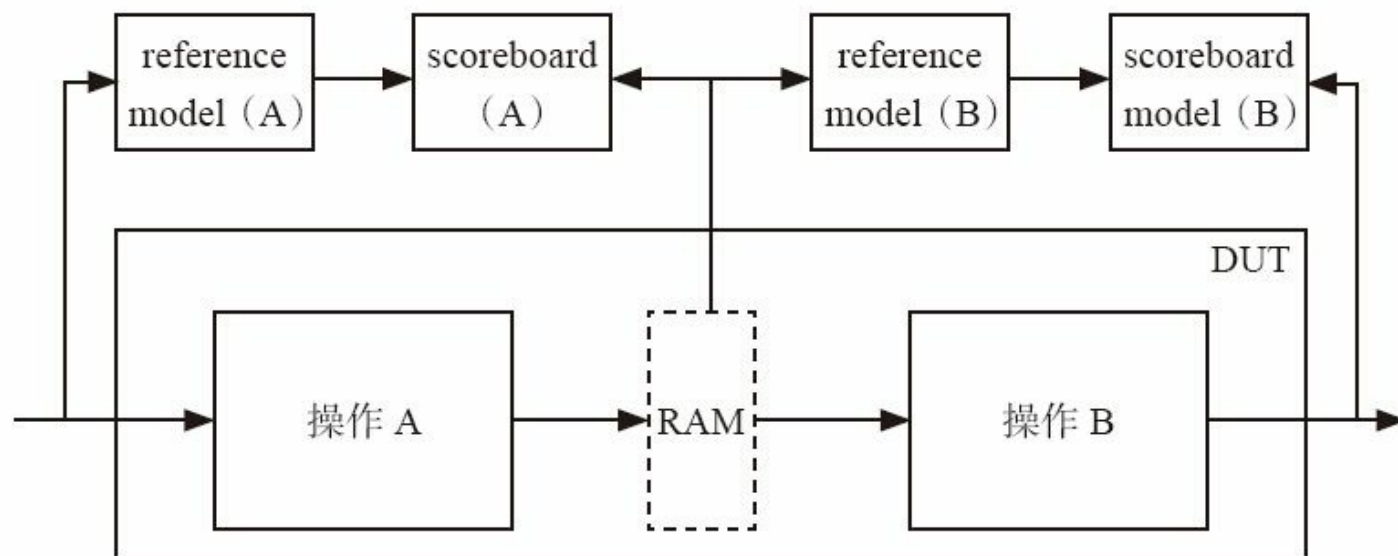 reference
model（A）
scoreboard
（A）
reference
model（B）
scoreboard
model（B）
DUT
操作 A
RAM
操作 B